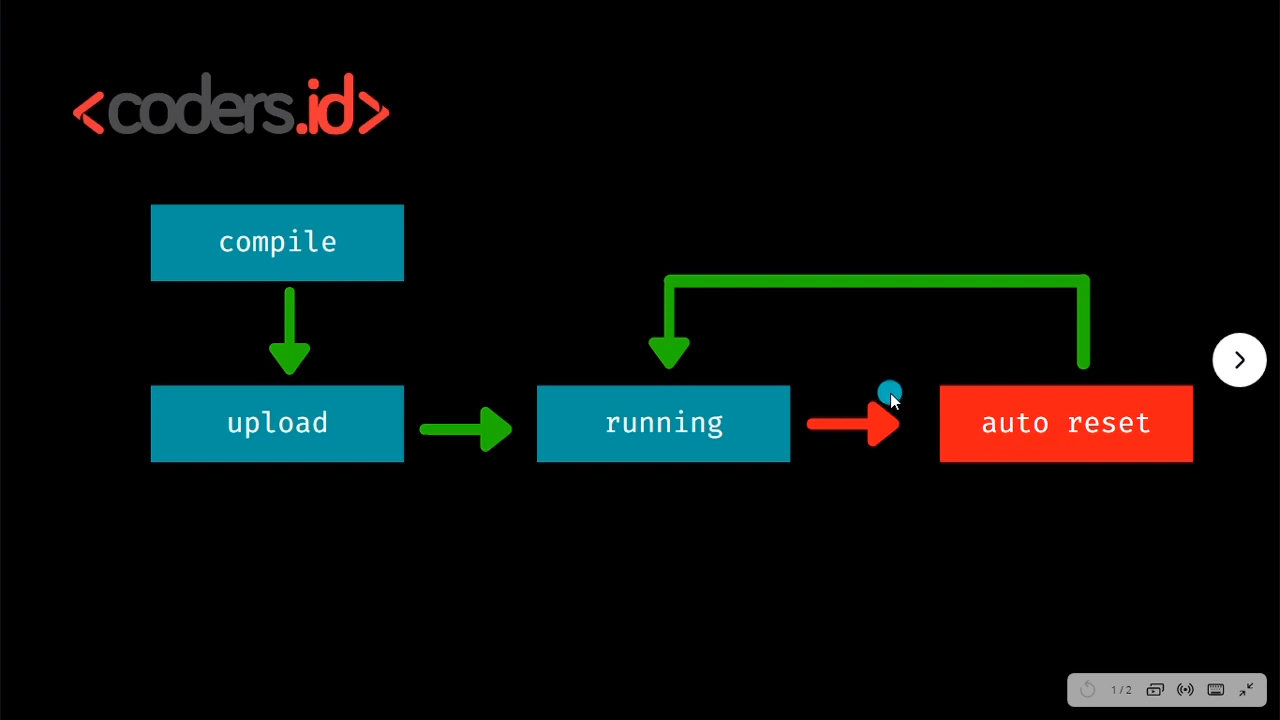 <coders.id>
compile
upload
running
auto reset
1 / 2